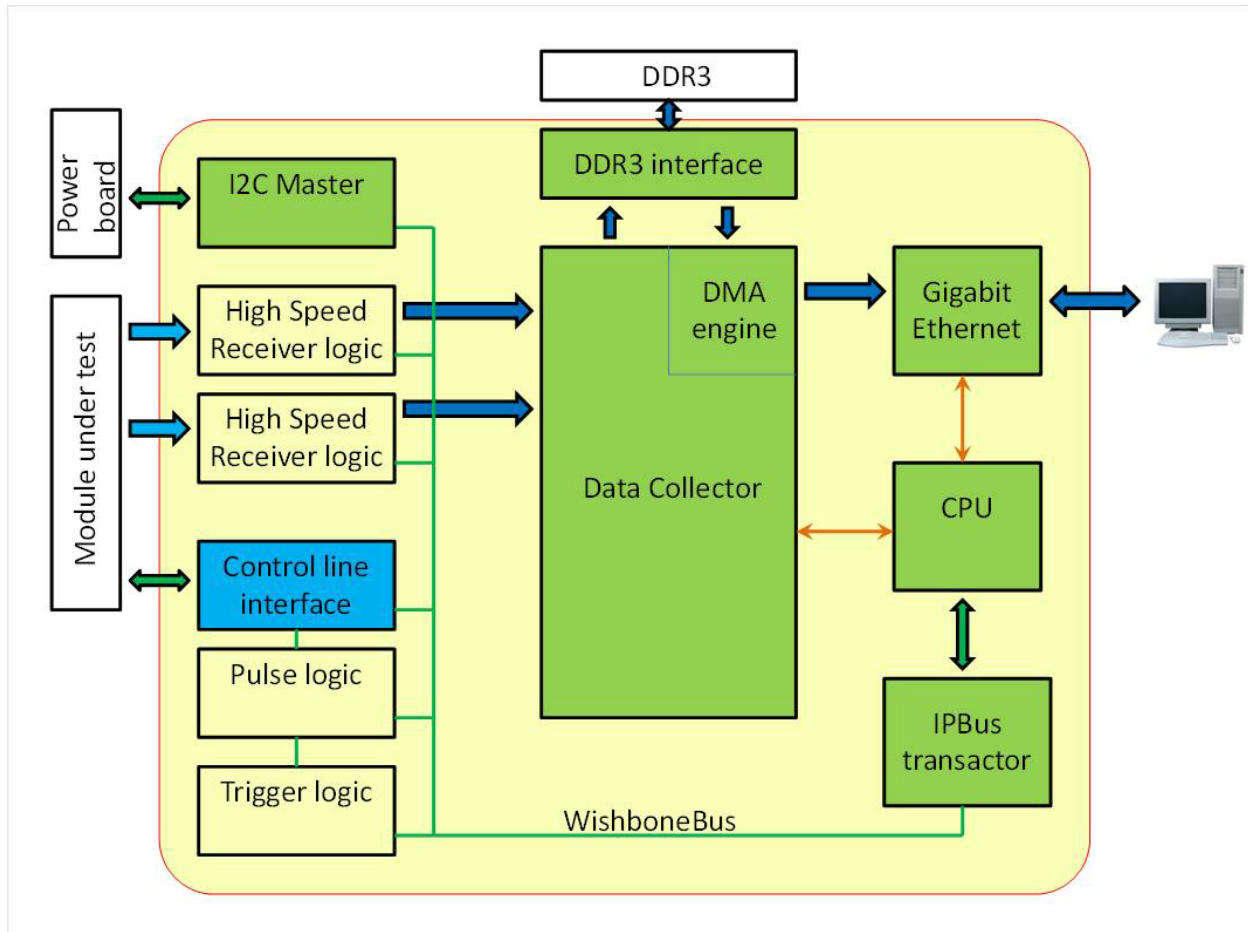 DDR3
DDR3 interface
Power
board
I2C Master
Module under test
High Speed
Receiver logic
High Speed
Receiver logic
DMA
engine
Gigabit
Ethernet
Data Collector
CPU
Control line
interface
Pulse logic
Trigger logic
IPBus
transactor
WishboneBus